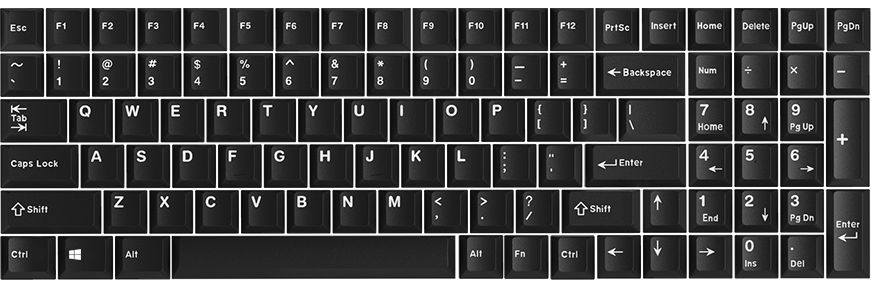 Esc F1 F2 F3 F4 F5 F6 F7 F8 F9 F10 F11 F12 PrtSc Insert Home Delete PgUp PgDn
~ ! @ # $ % ^ & * ( ) — +
` 1 2 3 4 5 6 7 8 9 0 - = ←Backspace Num ÷ × −
Tab Q W E R T Y U I O P { } | 7 8 9 +
[ ] \ Home ↑ Pg Up
Caps Lock A S D F G H J K L : " ←Enter 4 5 6
; ' ← →
⇧Shift Z X C V B N M < > ? ⇧Shift ↑ 1 2 3 Enter
, . / End ↓ Pg Dn
Ctrl Alt Alt Fn Ctrl ← ↓ → 0 .
Ins Del